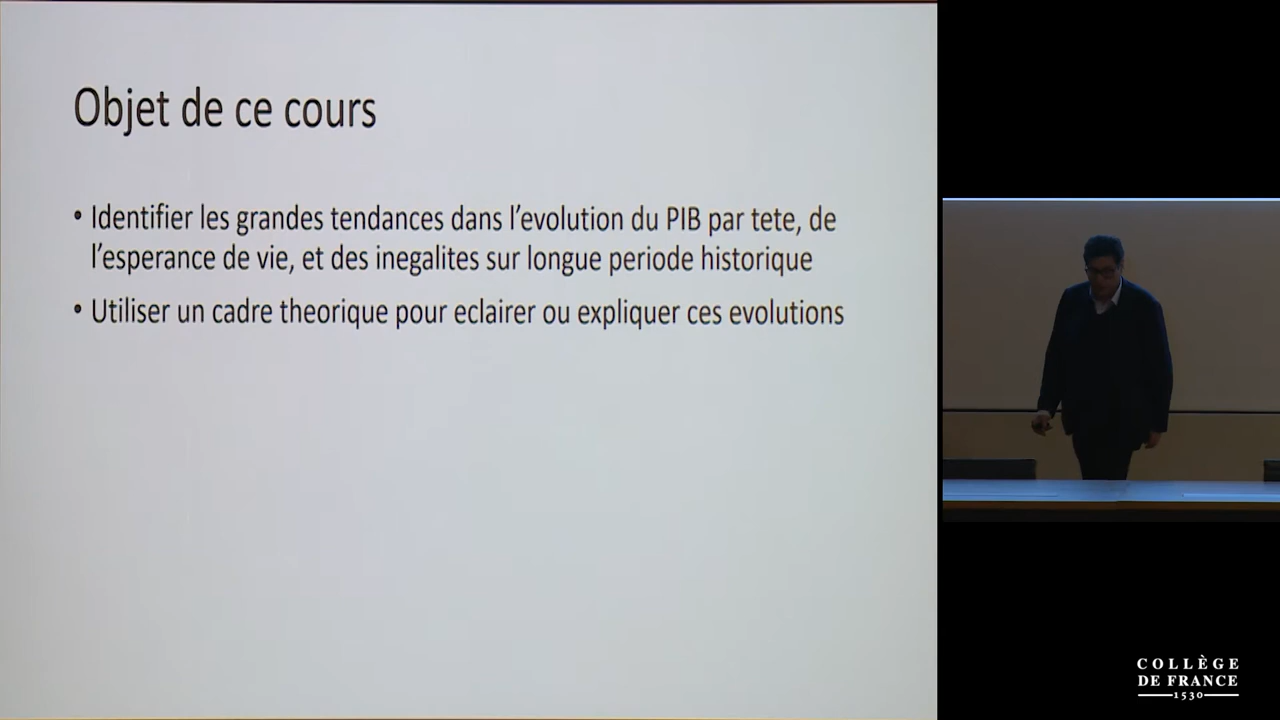 Objet de ce cours
• Identifier les grandes tendances dans l’evolution du PIB par tete, de
l’esperance de vie, et des inegalites sur longue periode historique
• Utiliser un cadre theorique pour eclairer ou expliquer ces evolutions
COLLÈGE
DE FRANCE
1530